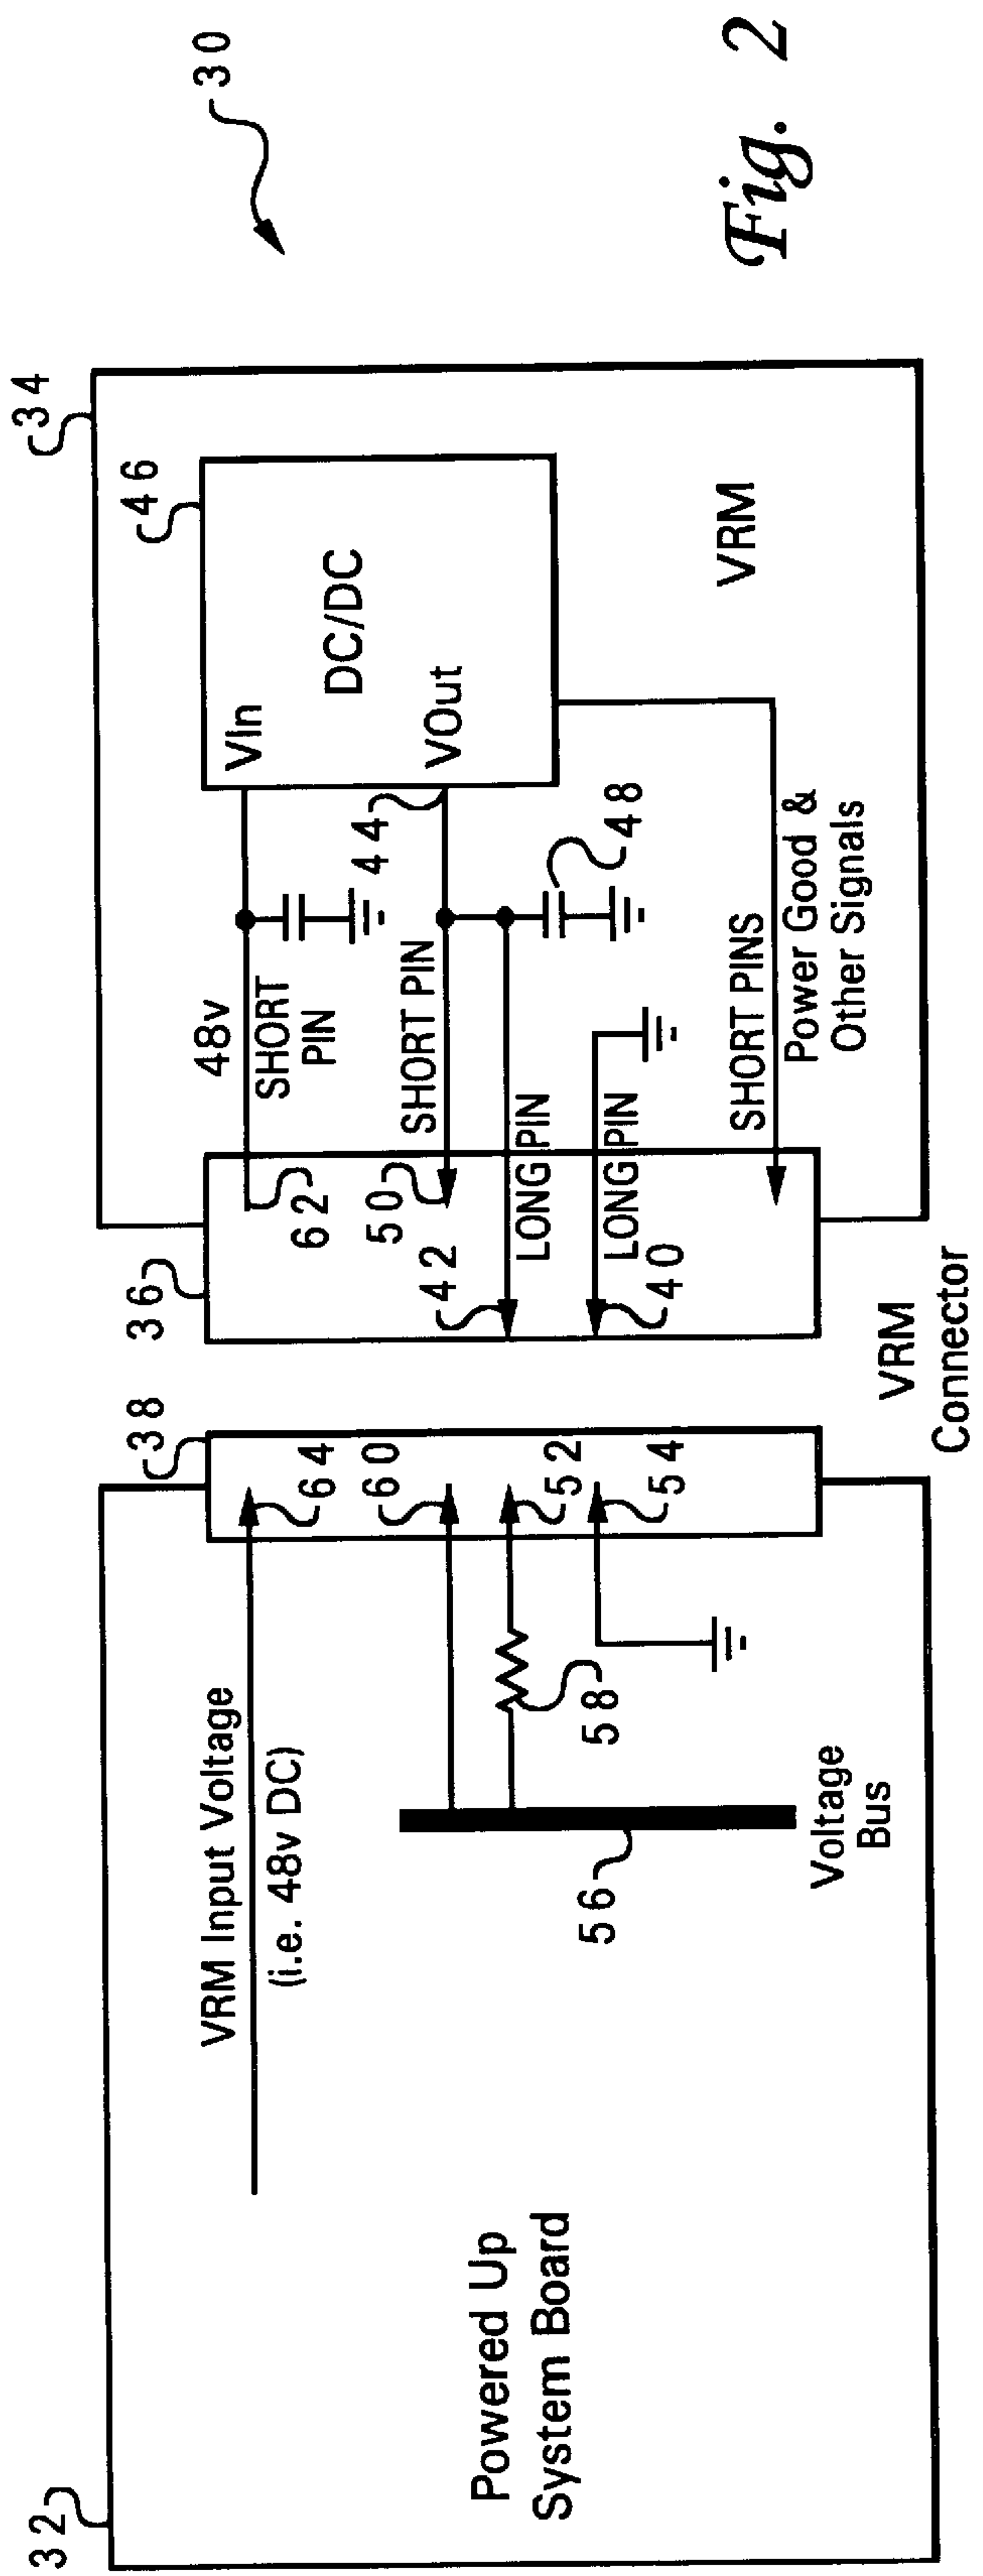 32
Powered Up
System Board
VRM Input Voltage
(i.e. 48v DC)
56
Voltage
Bus
58
38
64
60
52
54
VRM
Connector
36
62
50
42
40
48v
SHORT
PIN
SHORT PIN
LONG PIN
LONG PIN
SHORT PINS
Power Good &
Other Signals
44
48
34
46
VIn
DC/DC
VOut
VRM
30
Fig. 2